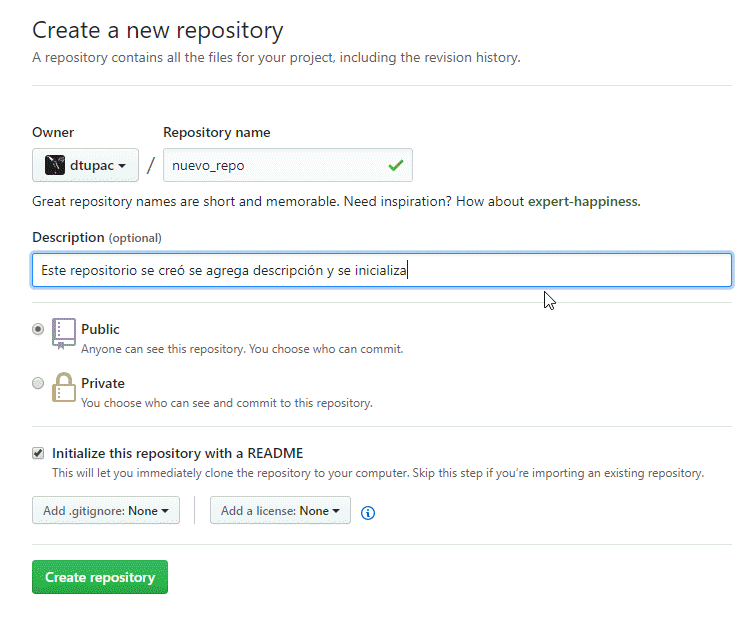 Create a new repository
A repository contains all the files for your project, including the revision history.
Owner Repository name
dtupac / nuevo_repo
Great repository names are short and memorable. Need inspiration? How about expert-happiness.
Description (optional)
Este repositorio se creó se agrega descripción y se inicializa
Public
Anyone can see this repository. You choose who can commit.
Private
You choose who can see and commit to this repository.
Initialize this repository with a README
This will let you immediately clone the repository to your computer. Skip this step if you're importing an existing repository.
Add .gitignore: None Add a license: None
Create repository